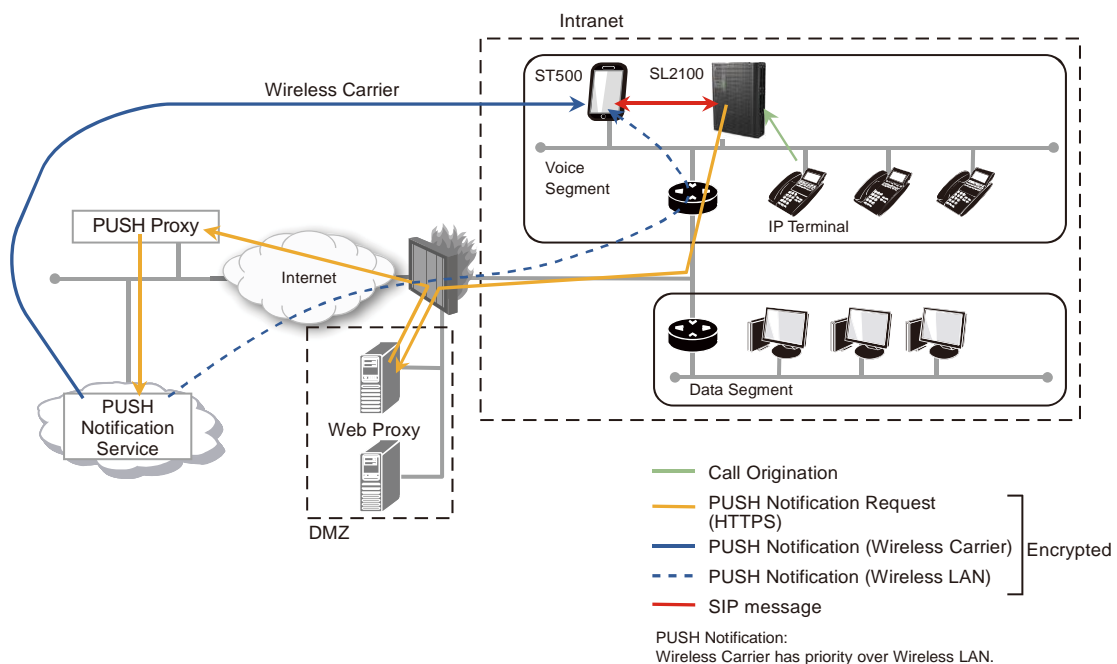 Intranet
ST500
SL2100
Wireless Carrier
Voice
Segment
IP Terminal
PUSH Proxy
Internet
Data Segment
PUSH
Notification
Service
Web Proxy
DMZ
Call Origination
PUSH Notification Request
(HTTPS)
PUSH Notification (Wireless Carrier)
Encrypted
PUSH Notification (Wireless LAN)
SIP message
PUSH Notification:
Wireless Carrier has priority over Wireless LAN.